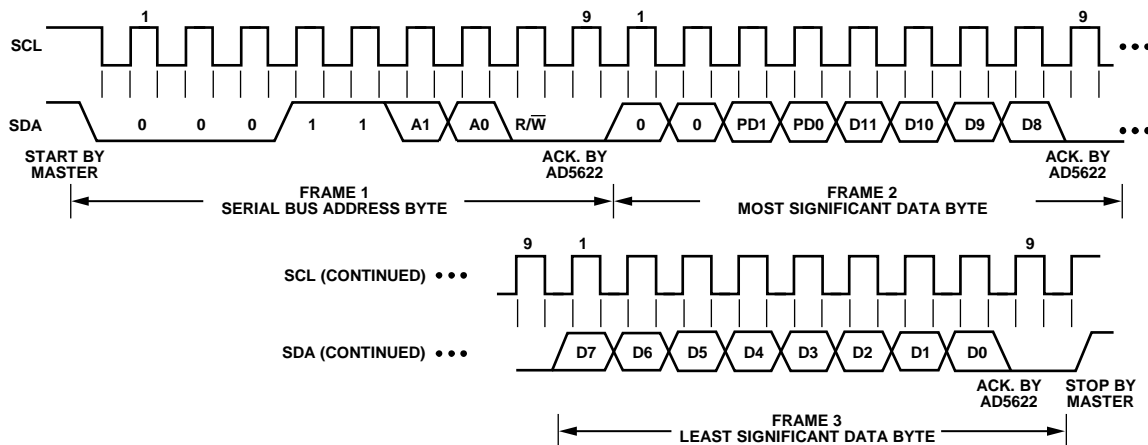 1 9 1 9
SCL
SDA 0 0 0 1 1 A1 A0 R/W̅ 0 0 PD1 PD0 D11 D10 D9 D8
START BY
MASTER
ACK. BY
AD5622
ACK. BY
AD5622
FRAME 1
SERIAL BUS ADDRESS BYTE
FRAME 2
MOST SIGNIFICANT DATA BYTE
9 1 9
SCL (CONTINUED)
SDA (CONTINUED) D7 D6 D5 D4 D3 D2 D1 D0
ACK. BY
AD5622
STOP BY
MASTER
FRAME 3
LEAST SIGNIFICANT DATA BYTE